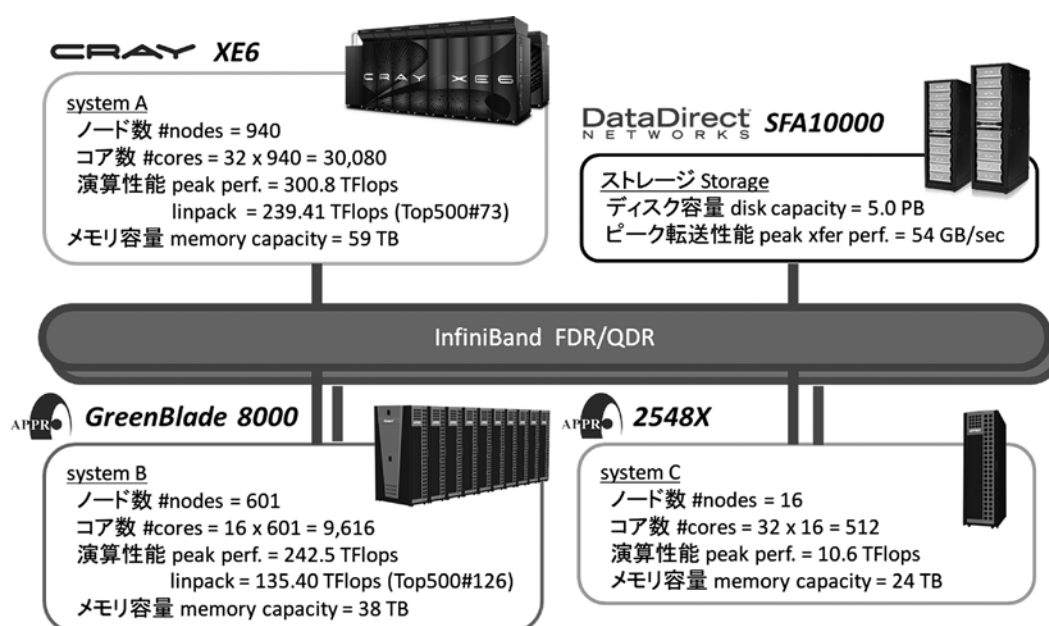 CRAY XE6
CRAY XE6
system A
ノード数 #nodes = 940
コア数 #cores = 32 x 940 = 30,080
演算性能 peak perf. = 300.8 TFlops
linpack = 239.41 TFlops (Top500#73)
メモリ容量 memory capacity = 59 TB
DataDirect™ NETWORKS SFA10000
ストレージ Storage
ディスク容量 disk capacity = 5.0 PB
ピーク転送性能 peak xfer perf. = 54 GB/sec
InfiniBand FDR/QDR
APPRO GreenBlade 8000
system B
ノード数 #nodes = 601
コア数 #cores = 16 x 601 = 9,616
演算性能 peak perf. = 242.5 TFlops
linpack = 135.40 TFlops (Top500#126)
メモリ容量 memory capacity = 38 TB
APPRO 2548X
system C
ノード数 #nodes = 16
コア数 #cores = 32 x 16 = 512
演算性能 peak perf. = 10.6 TFlops
メモリ容量 memory capacity = 24 TB